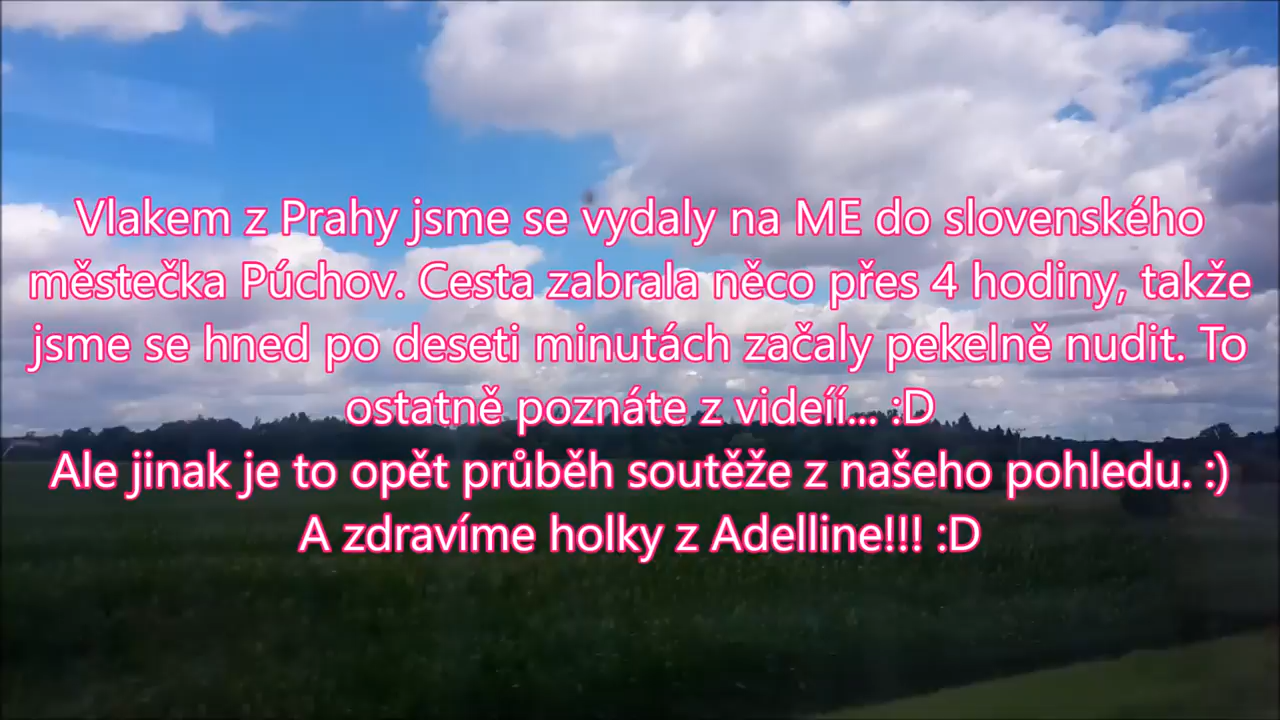 Vlakem z Prahy jsme se vydaly na ME do slovenského
městečka Púchov. Cesta zabrala něco přes 4 hodiny, takže
jsme se hned po deseti minutách začaly pekelně nudit. To
ostatně poznáte z videíí... :D
Ale jinak je to opět průběh soutěže z našeho pohledu. :)
A zdravíme holky z Adelline!!! :D